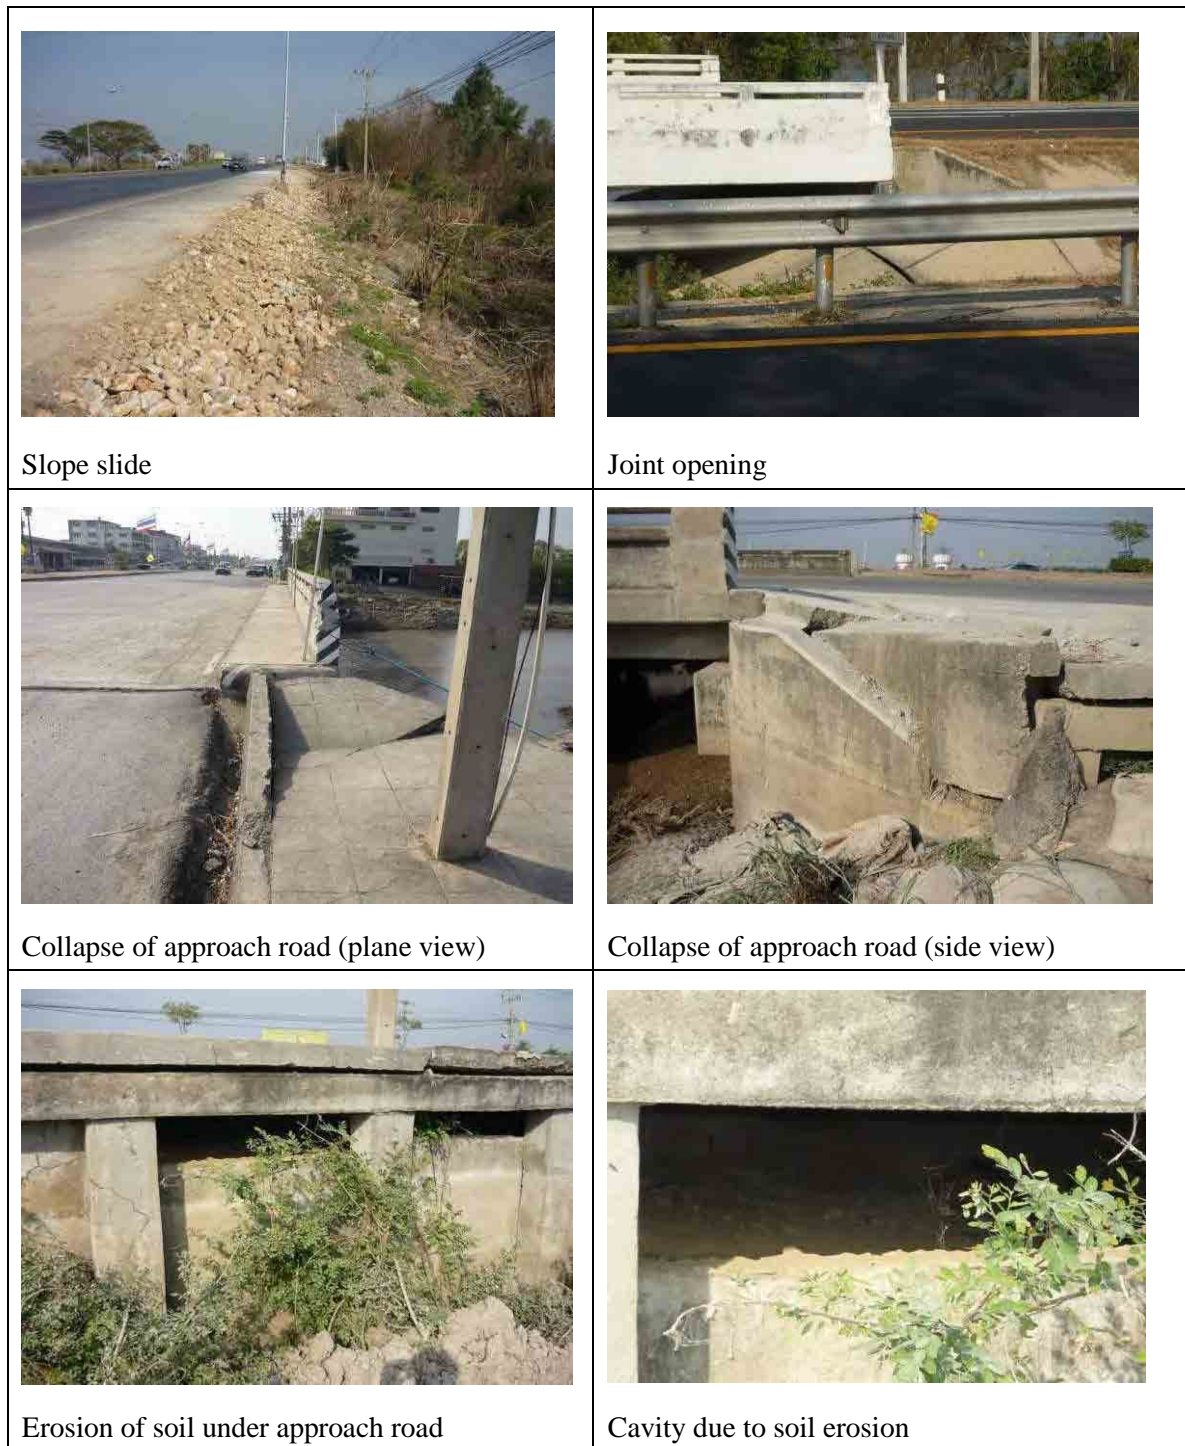 Slope slide
Joint opening
Collapse of approach road (plane view)
Collapse of approach road (side view)
Erosion of soil under approach road
Cavity due to soil erosion